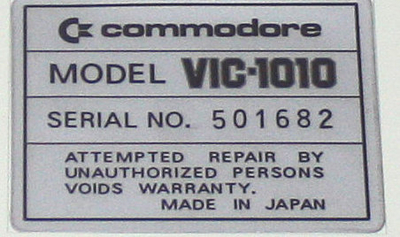 commodore
MODEL VIC-1010
SERIAL NO. 501682
ATTEMPTED REPAIR BY
UNAUTHORIZED PERSONS
VOIDS WARRANTY.
MADE IN JAPAN